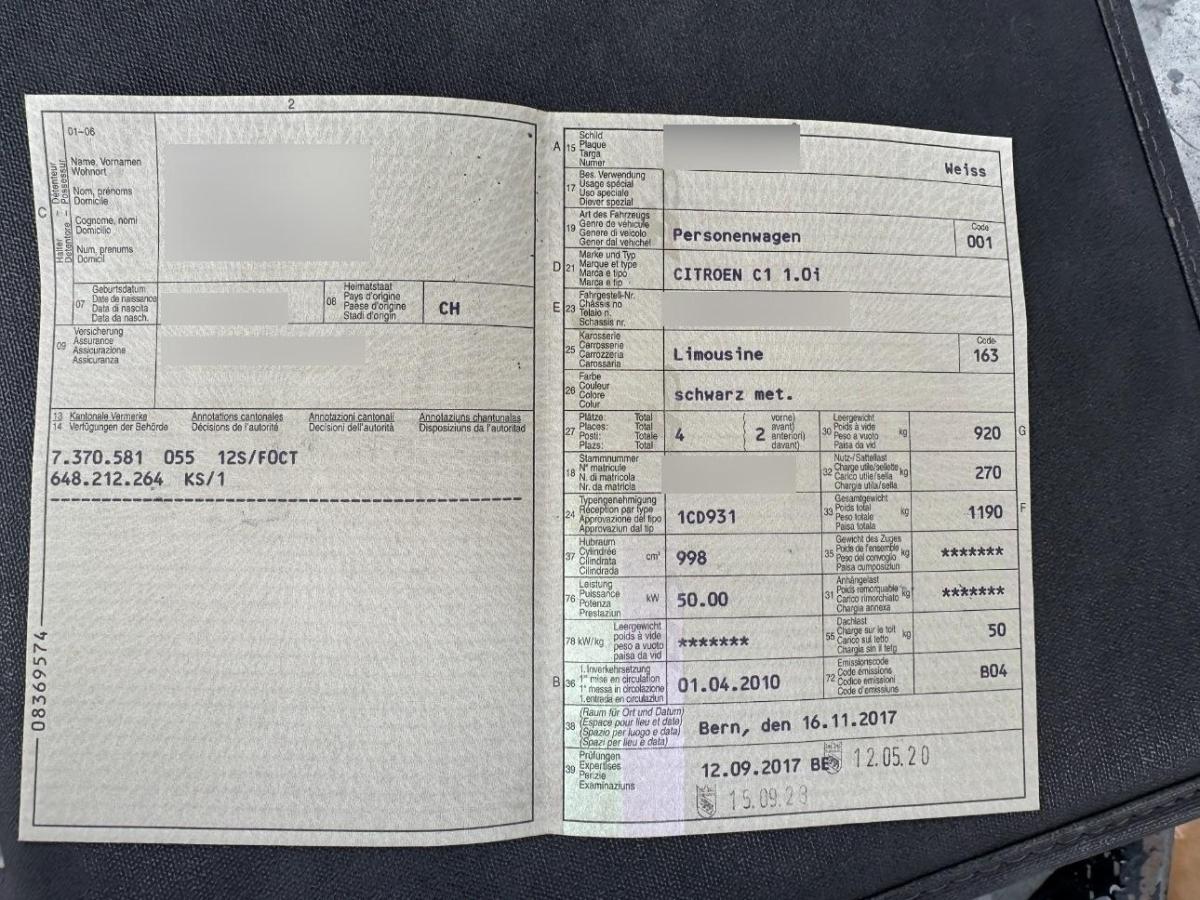 2
01-06
C
Halter – Détenteur
Detentore – Possessur
Name, Vornamen
Wohnort
Nom, prénoms
Domicile
Cognome, nomi
Domicilio
Num, prenums
Domicil
07
Geburtsdatum
Date de naissance
Data di nascita
Data da nasch.
08
Heimatstaat
Pays d'origine
Paese d'origine
Stadi d'origin
CH
09
Versicherung
Assurance
Assicurazione
Assicuranza
13 Kantonale Vermerke Annotations cantonales Annotazioni cantonali Annotaziuns chantunalas
14 Verfügungen der Behörde Décisions de l'autorité Decisioni dell'autorità Disposiziuns da l'autoritad
7.370.581 055 12S/FOCT
648.212.264 KS/1
08369574
A 15
Schild
Plaque
Targa
Numer
Weiss
17
Bes. Verwendung
Usage spécial
Uso speciale
Diever spezial
19
Art des Fahrzeugs
Genre de véhicule
Genere di veicolo
Gener dal vehichel
Personenwagen
Code
001
D 21
Marke und Typ
Marque et type
Marca e tipo
Marca e tip
CITROEN C1 1.0i
E 23
Fahrgestell-Nr.
Châssis no
Telaio n.
Schassis nr.
25
Karosserie
Carrosserie
Carrozzeria
Carossaria
Limousine
Code
163
26
Farbe
Couleur
Colore
Colur
schwarz met.
27
Plätze: Total
Places: Total
Posti: Totale
Plazs: Total
4
2
vorne)
avant)
anteriori)
davant)
30
Leergewicht
Poids à vide
Peso a vuoto
Paisa da vid
kg
920
G
18
Stammnummer
N° matricule
N. di matricola
Nr. da matricla
32
Nutz-/Sattellast
Charge utile/sellette
Carico utile/sella
Chargia utila/sella
kg
270
24
Typengenehmigung
Réception par type
Approvazione del tipo
Approvaziun dal tip
1CD931
33
Gesamtgewicht
Poids total
Peso totale
Paisa totala
kg
1190
F
37
Hubraum
Cylindrée
Cilindrata
Cilindrada
cm³
998
35
Gewicht des Zuges
Poids de l'ensemble
Peso del convoglio
Paisa cumposiziun
kg
*******
76
Leistung
Puissance
Potenza
Prestaziun
kW
50.00
31
Anhängelast
Poids remorquable
Carico rimorchiato
Chargia annexa
kg
*******
78 kW/kg
Leergewicht
poids à vide
peso a vuoto
paisa da vid
*******
55
Dachlast
Charge sur le toit
Carico sul tetto
Chargia sin il tetg
kg
50
B 36
1. Inverkehrsetzung
1re mise en circulation
1a messa in circolazione
1. entrada en circulaziun
01.04.2010
72
Emissionscode
Code émissions
Codice emissioni
Code d'emissiuns
B04
38
(Raum für Ort und Datum)
(Espace pour lieu et date)
(Spazio per luogo e data)
(Spazi per lieu e data)
Bern, den 16.11.2017
39
Prüfungen
Expertises
Perizie
Examinaziuns
12.09.2017 BE 12.05.20
15.09.23